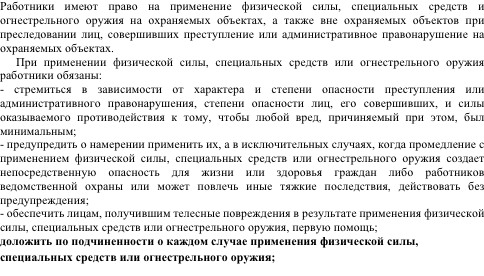 Работники имеют право на применение физической силы, специальных средств и
огнестрельного оружия на охраняемых объектах, а также вне охраняемых объектов при
преследовании лиц, совершивших преступление или административное правонарушение на
охраняемых объектах.
При применении физической силы, специальных средств или огнестрельного оружия
работники обязаны:
- стремиться в зависимости от характера и степени опасности преступления или
административного правонарушения, степени опасности лиц, его совершивших, и силы
оказываемого противодействия к тому, чтобы любой вред, причиняемый при этом, был
минимальным;
- предупредить о намерении применить их, а в исключительных случаях, когда промедление с
применением физической силы, специальных средств или огнестрельного оружия создает
непосредственную опасность для жизни или здоровья граждан либо работников
ведомственной охраны или может повлечь иные тяжкие последствия, действовать без
предупреждения;
- обеспечить лицам, получившим телесные повреждения в результате применения физической
силы, специальных средств или огнестрельного оружия, первую помощь;
доложить по подчиненности о каждом случае применения физической силы,
специальных средств или огнестрельного оружия;